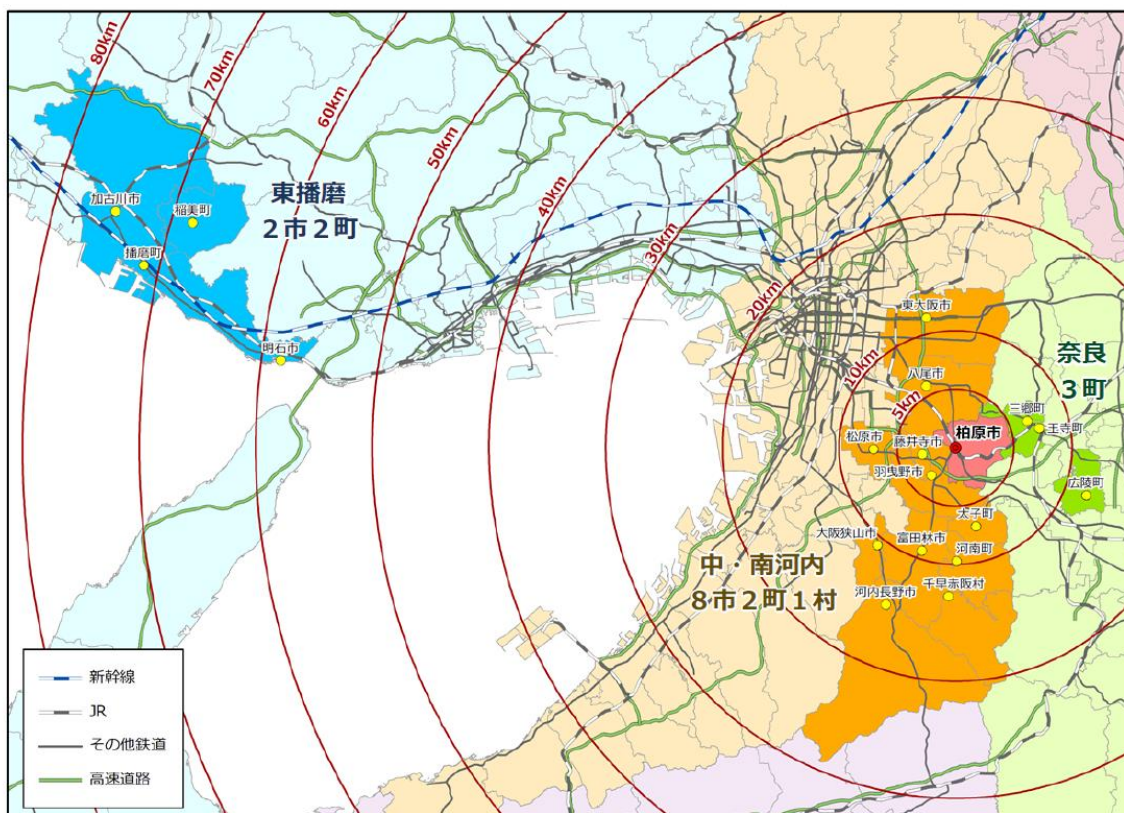 80km
70km
60km
50km
40km
30km
20km
10km
5km
加古川市
稲美町
播磨町
明石市
東播磨
2市2町
東大阪市
八尾市
奈良
3町
三郷町
王寺町
柏原市
松原市
藤井寺市
羽曳野市
広陵町
太子町
大阪狭山市
富田林市
河南町
中・南河内
8市2町1村
千早赤阪村
河内長野市
新幹線
JR
その他鉄道
高速道路